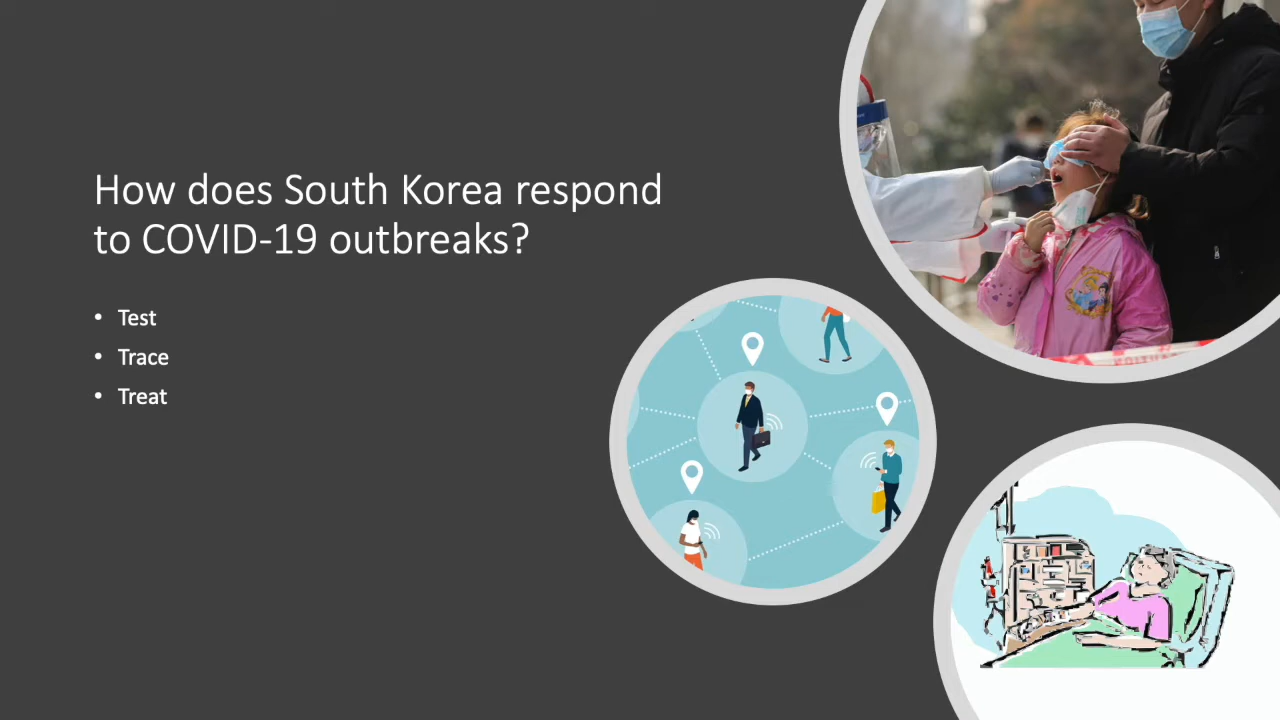 How does South Korea respond
to COVID-19 outbreaks?
• Test
• Trace
• Treat